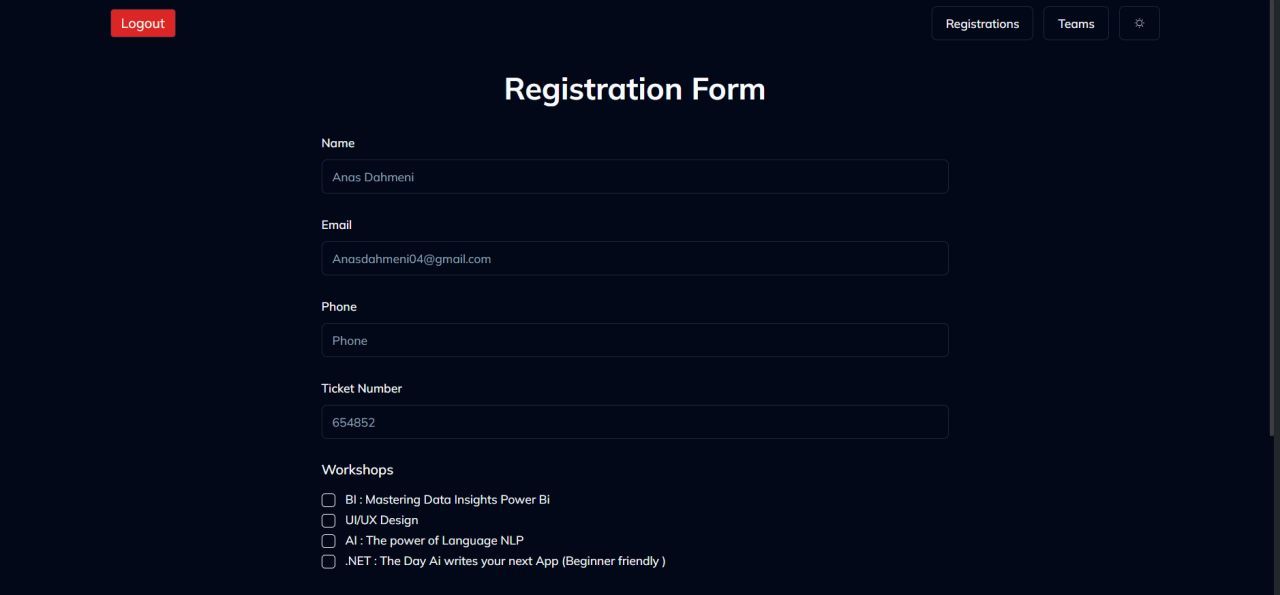 Logout
Registrations
Teams
Registration Form
Name
Anas Dahmeni
Email
Anasdahmeni04@gmail.com
Phone
Phone
Ticket Number
654852
Workshops
BI : Mastering Data Insights Power Bi
UI/UX Design
AI : The power of Language NLP
.NET : The Day Ai writes your next App (Beginner friendly )